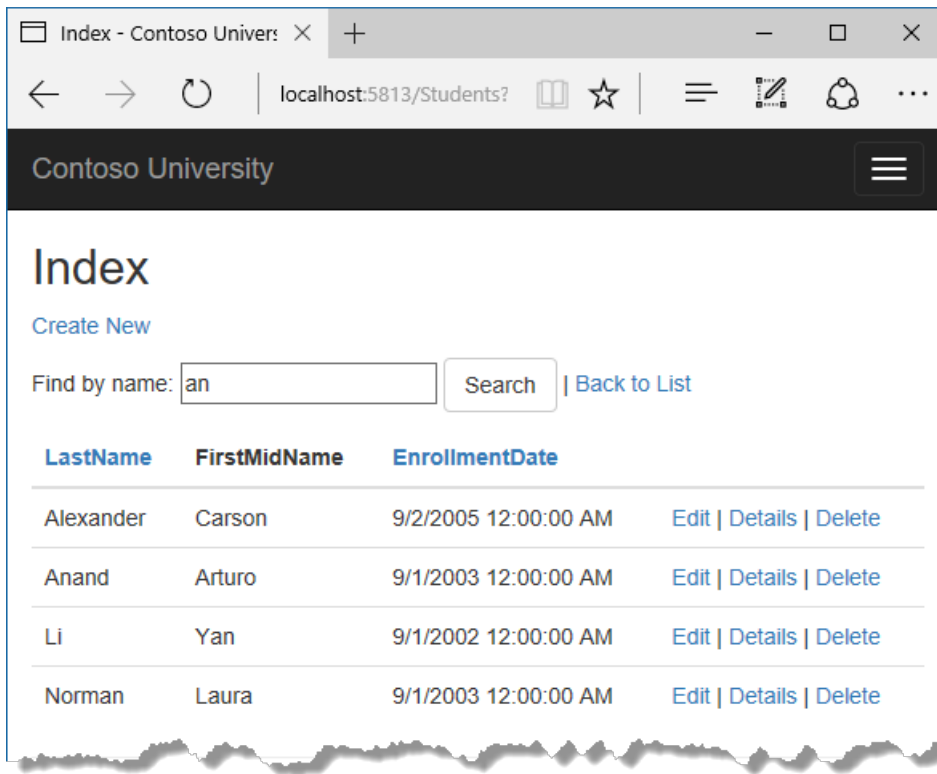 Index - Contoso Univers
localhost:5813/Students?
Contoso University
Index
Create New
Find by name: an Search | Back to List
LastName FirstMidName EnrollmentDate
Alexander Carson 9/2/2005 12:00:00 AM Edit | Details | Delete
Anand Arturo 9/1/2003 12:00:00 AM Edit | Details | Delete
Li Yan 9/1/2002 12:00:00 AM Edit | Details | Delete
Norman Laura 9/1/2003 12:00:00 AM Edit | Details | Delete